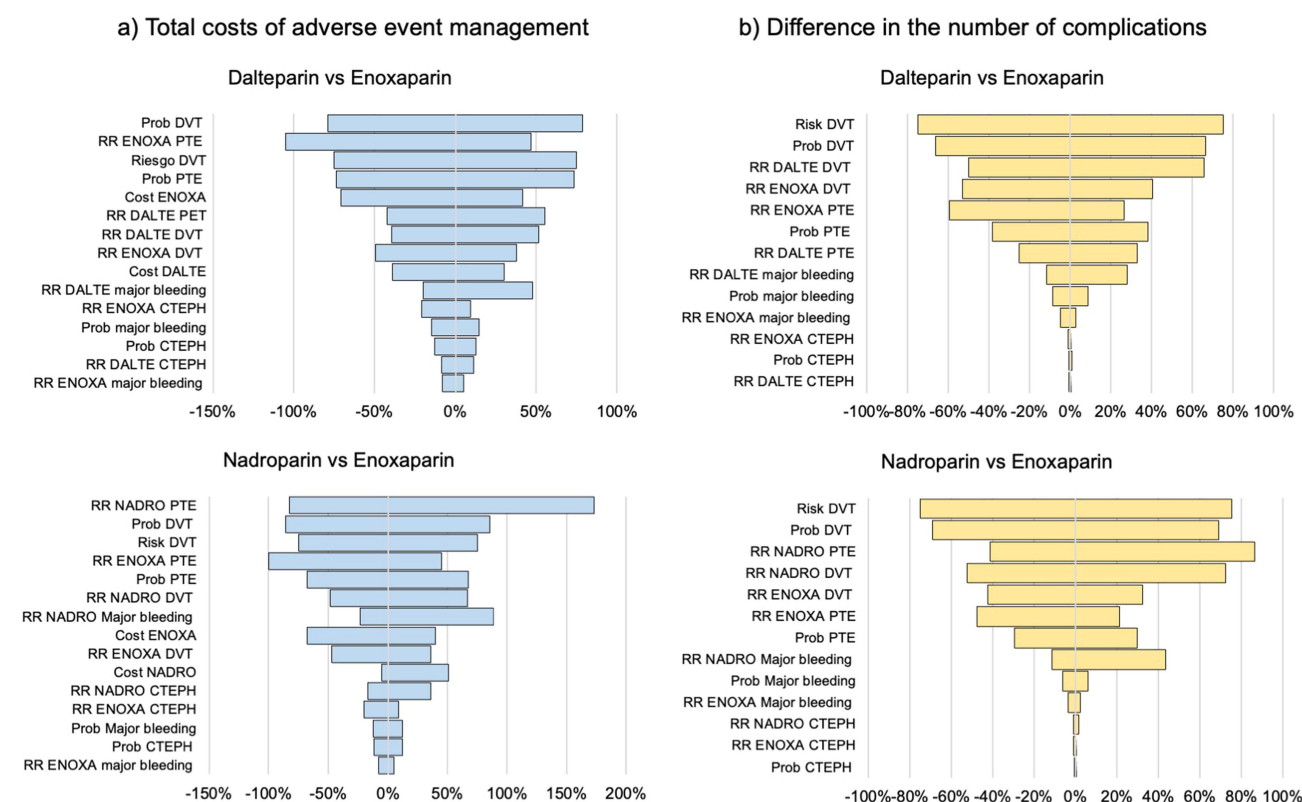 a) Total costs of adverse event management
Dalteparin vs Enoxaparin
Prob DVT
RR ENOXA PTE
Riesgo DVT
Prob PTE
Cost ENOXA
RR DALTE PET
RR DALTE DVT
RR ENOXA DVT
Cost DALTE
RR DALTE major bleeding
RR ENOXA CTEPH
Prob major bleeding
Prob CTEPH
RR DALTE CTEPH
RR ENOXA major bleeding
-150% -100% -50% 0% 50% 100%
Nadroparin vs Enoxaparin
RR NADRO PTE
Prob DVT
Risk DVT
RR ENOXA PTE
Prob PTE
RR NADRO DVT
RR NADRO Major bleeding
Cost ENOXA
RR ENOXA DVT
Cost NADRO
RR NADRO CTEPH
RR ENOXA CTEPH
Prob Major bleeding
Prob CTEPH
RR ENOXA major bleeding
-150% -100% -50% 0% 50% 100% 150% 200%
b) Difference in the number of complications
Dalteparin vs Enoxaparin
Risk DVT
Prob DVT
RR DALTE DVT
RR ENOXA DVT
RR ENOXA PTE
Prob PTE
RR DALTE PTE
RR DALTE major bleeding
Prob major bleeding
RR ENOXA major bleeding
RR ENOXA CTEPH
Prob CTEPH
RR DALTE CTEPH
-100%-80% -60% -40% -20% 0% 20% 40% 60% 80% 100%
Nadroparin vs Enoxaparin
Risk DVT
Prob DVT
RR NADRO PTE
RR NADRO DVT
RR ENOXA DVT
RR ENOXA PTE
Prob PTE
RR NADRO Major bleeding
Prob Major bleeding
RR ENOXA Major bleeding
RR NADRO CTEPH
RR ENOXA CTEPH
Prob CTEPH
-100%-80% -60% -40% -20% 0% 20% 40% 60% 80% 100%